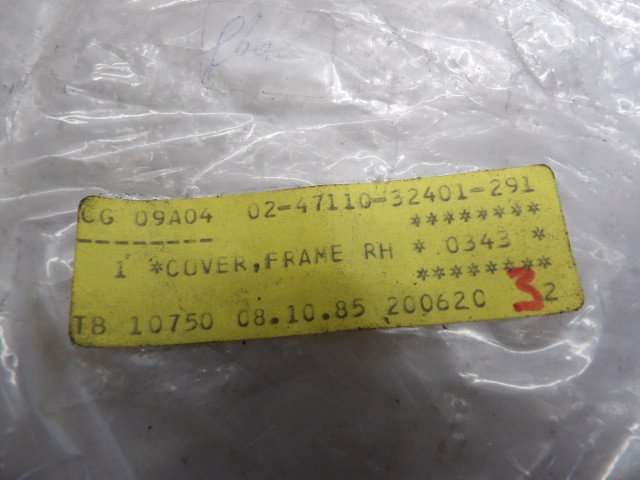 CG 09A04 02-47110-32401-291
--------- ********
1 *COVER,FRAME RH * 0343 *
********
TB 10750 08.10.85 200620 3 2